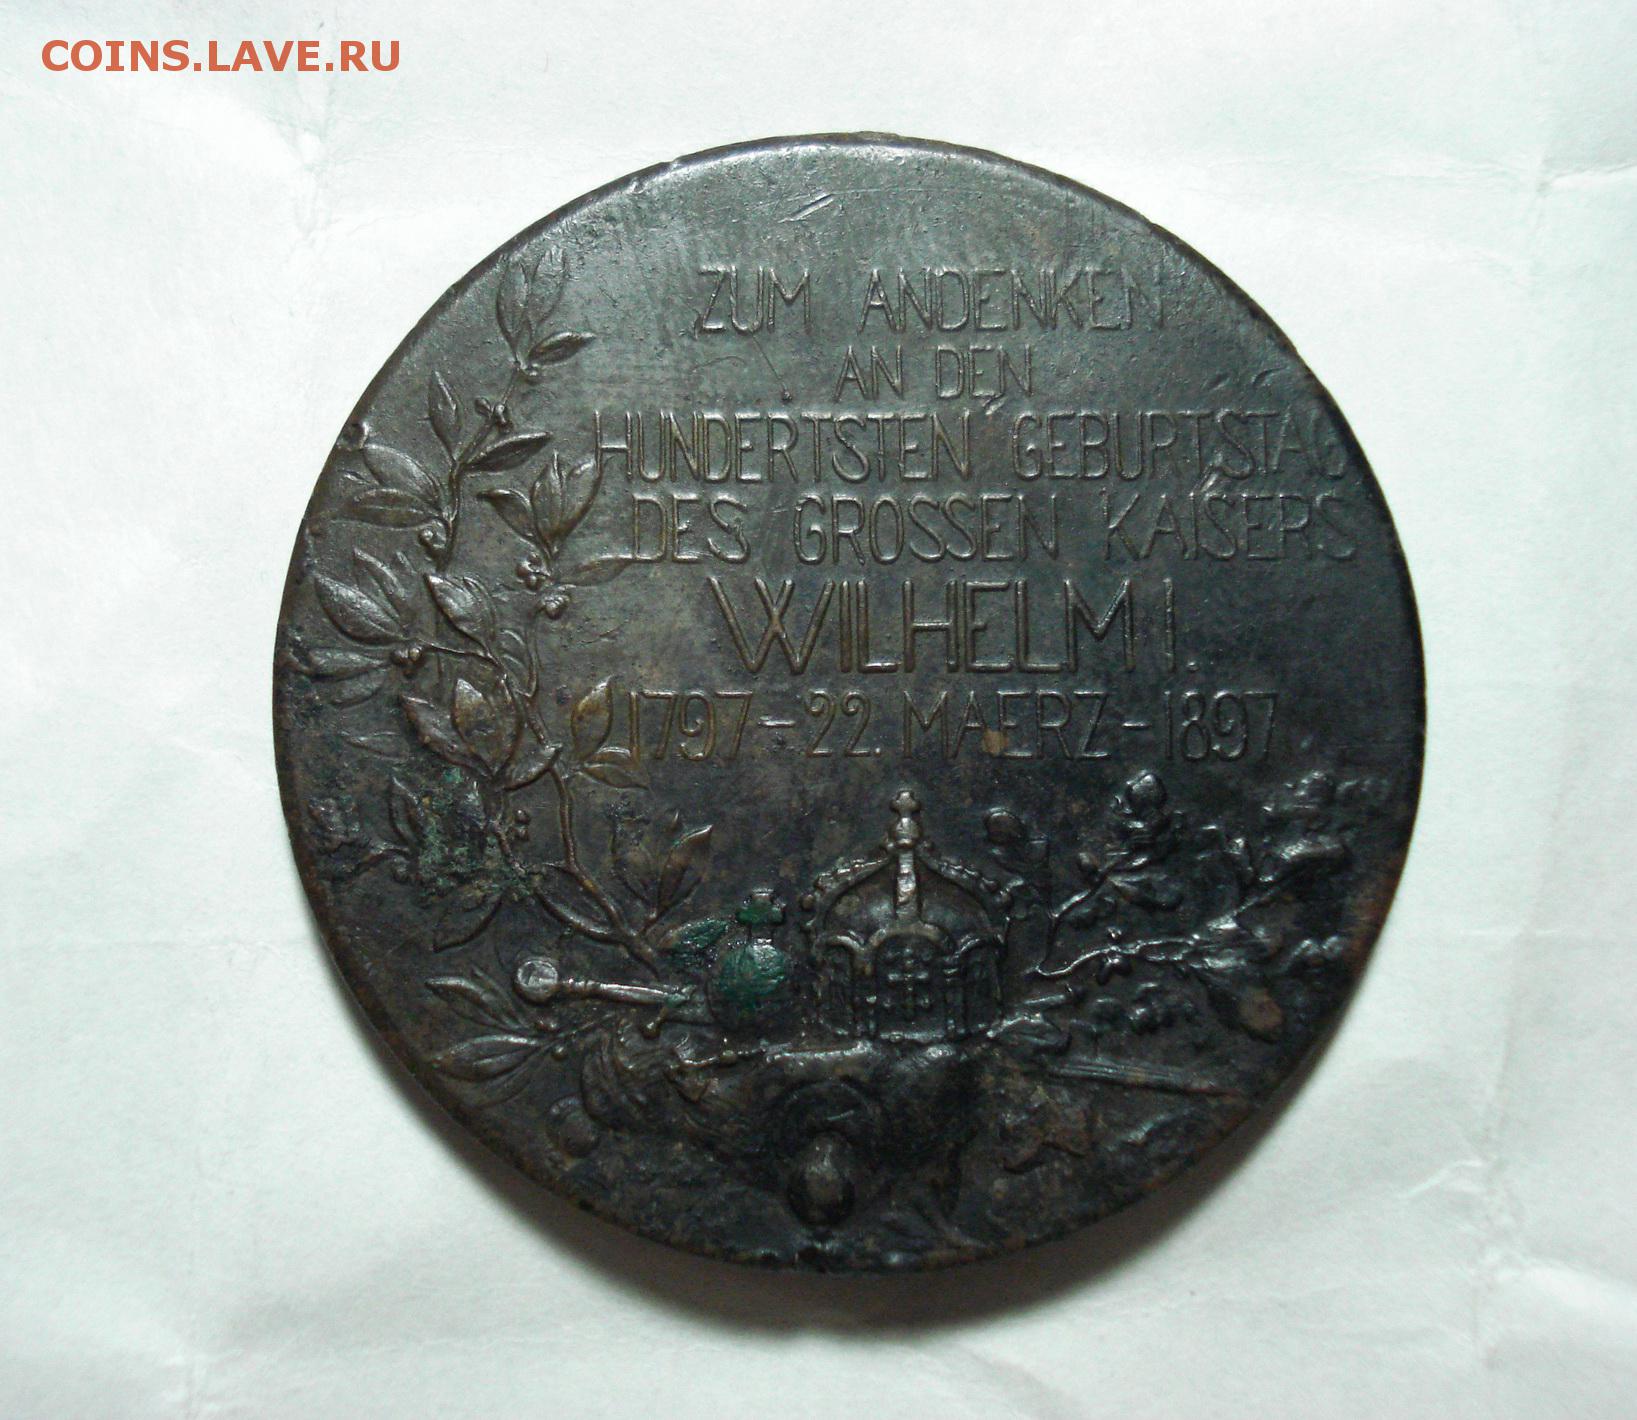 COINS.LAVE.RU
ZUM ANDENKEN
AN DEN
HUNDERTSTEN GEBURTSTAG
DES GROSSEN KAISERS
WILHELM I.
1797-22. MAERZ-1897